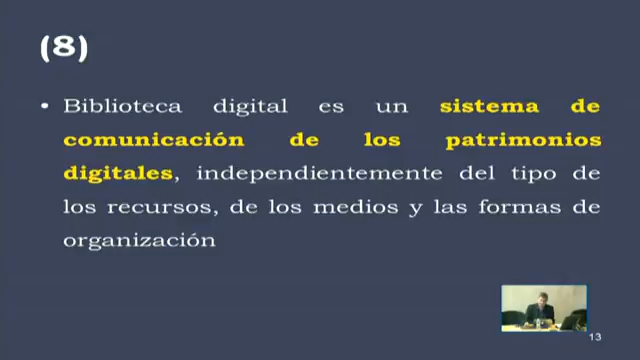 (8)
• Biblioteca digital es un sistema de
comunicación de los patrimonios
digitales, independientemente del tipo de
los recursos, de los medios y las formas de
organización
13